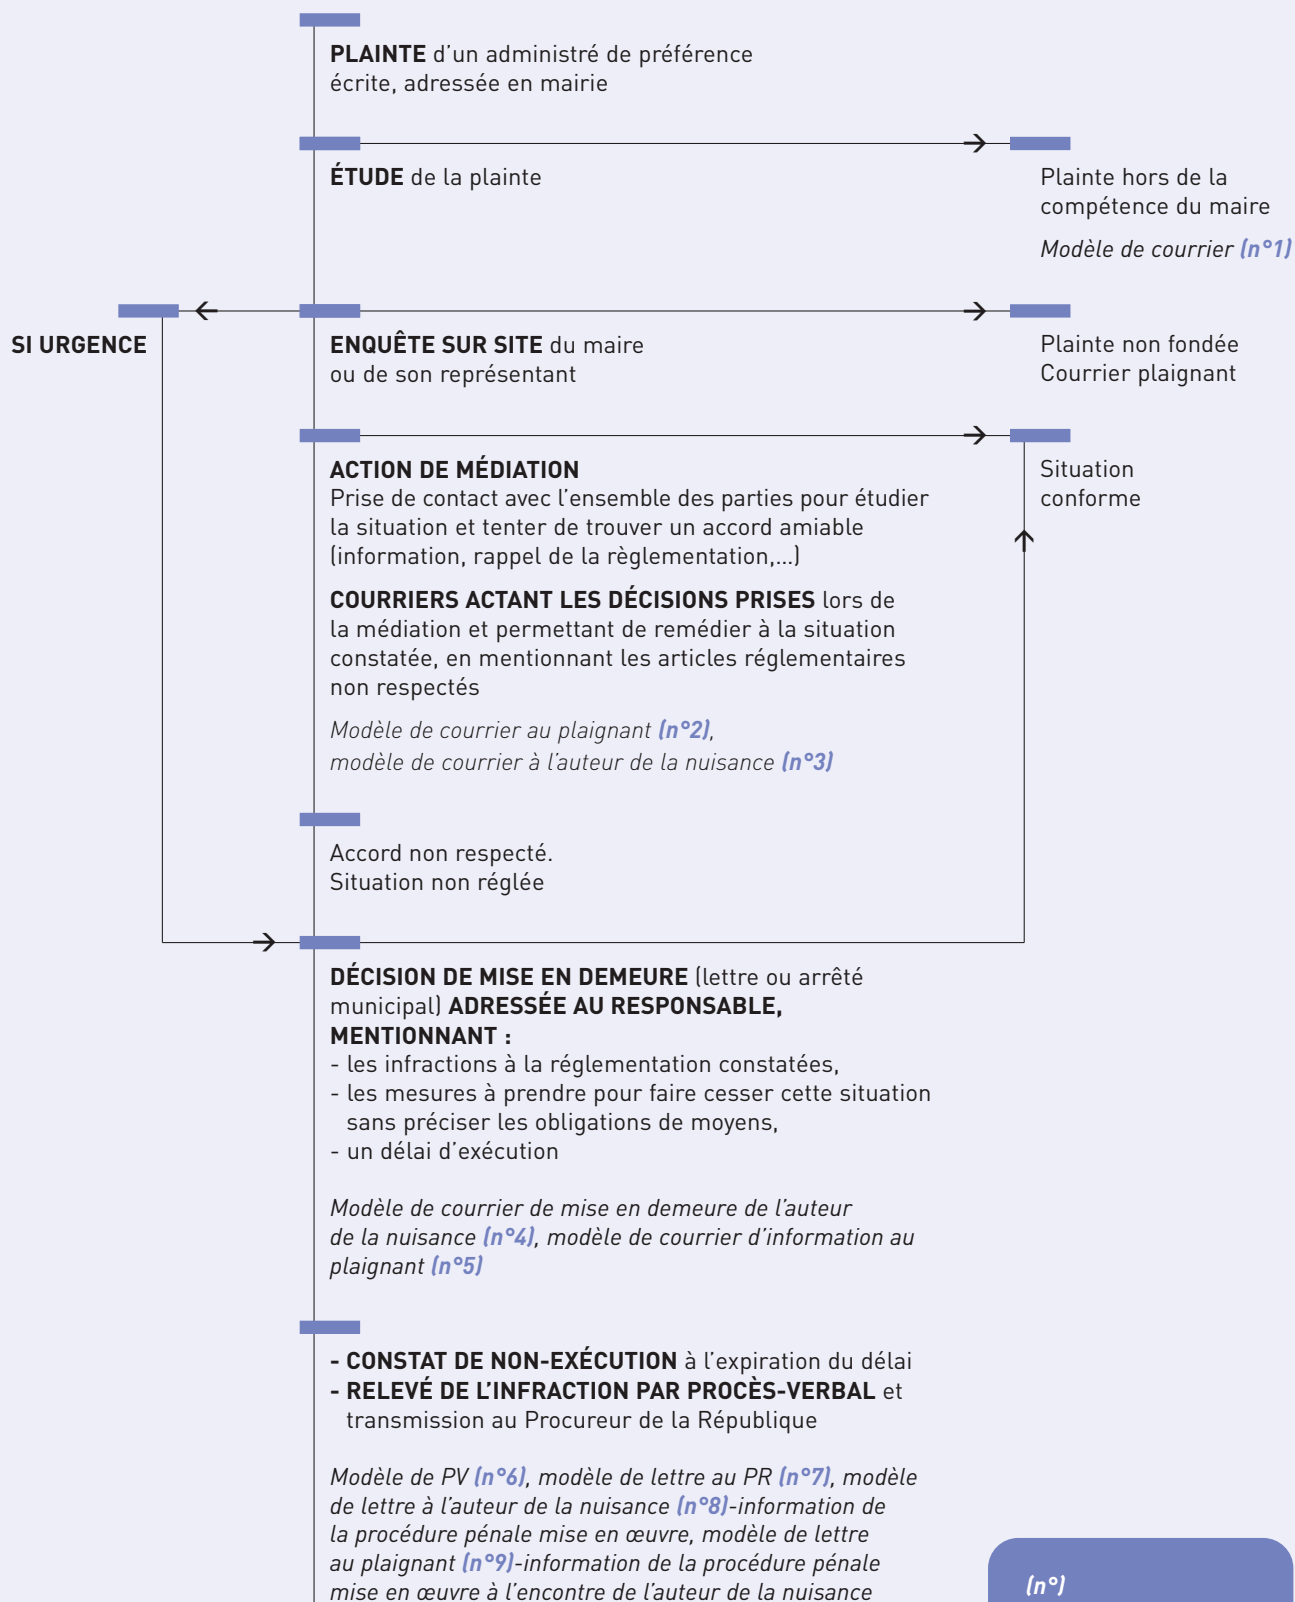 PLAINTE d'un administré de préférence
écrite, adressée en mairie
ÉTUDE de la plainte
Plainte hors de la
compétence du maire
Modèle de courrier (n°1)
SI URGENCE
ENQUÊTE SUR SITE du maire
ou de son représentant
Plainte non fondée
Courrier plaignant
ACTION DE MÉDIATION
Prise de contact avec l'ensemble des parties pour étudier
la situation et tenter de trouver un accord amiable
(information, rappel de la règlementation,...)
Situation
conforme
COURRIERS ACTANT LES DÉCISIONS PRISES lors de
la médiation et permettant de remédier à la situation
constatée, en mentionnant les articles réglementaires
non respectés
Modèle de courrier au plaignant (n°2),
modèle de courrier à l'auteur de la nuisance (n°3)
Accord non respecté.
Situation non réglée
DÉCISION DE MISE EN DEMEURE (lettre ou arrêté
municipal) ADRESSÉE AU RESPONSABLE,
MENTIONNANT :
- les infractions à la réglementation constatées,
- les mesures à prendre pour faire cesser cette situation
sans préciser les obligations de moyens,
- un délai d'exécution
Modèle de courrier de mise en demeure de l'auteur
de la nuisance (n°4), modèle de courrier d'information au
plaignant (n°5)
- CONSTAT DE NON-EXÉCUTION à l'expiration du délai
- RELEVÉ DE L'INFRACTION PAR PROCÈS-VERBAL et
transmission au Procureur de la République
Modèle de PV (n°6), modèle de lettre au PR (n°7), modèle
de lettre à l'auteur de la nuisance (n°8)-information de
la procédure pénale mise en œuvre, modèle de lettre
au plaignant (n°9)-information de la procédure pénale
mise en œuvre à l'encontre de l'auteur de la nuisance
(n°)